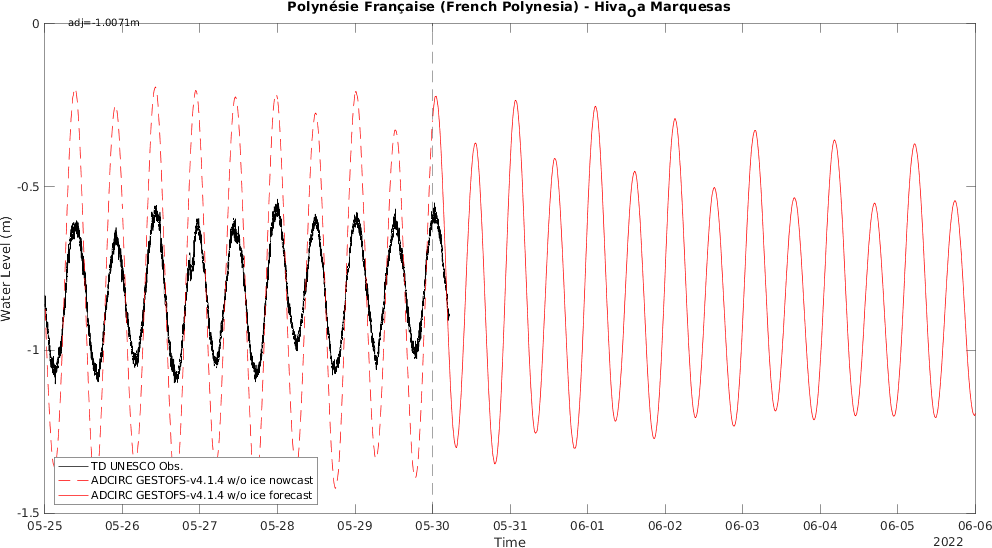 Polynésie Française (French Polynesia) - HivaOa Marquesas
adj=-1.0071m
0
-0.5
-1
-1.5
Water Level (m)
TD UNESCO Obs.
ADCIRC GESTOFS-v4.1.4 w/o ice nowcast
ADCIRC GESTOFS-v4.1.4 w/o ice forecast
05-25 05-26 05-27 05-28 05-29 05-30 05-31 06-01 06-02 06-03 06-04 06-05 06-06
Time
2022